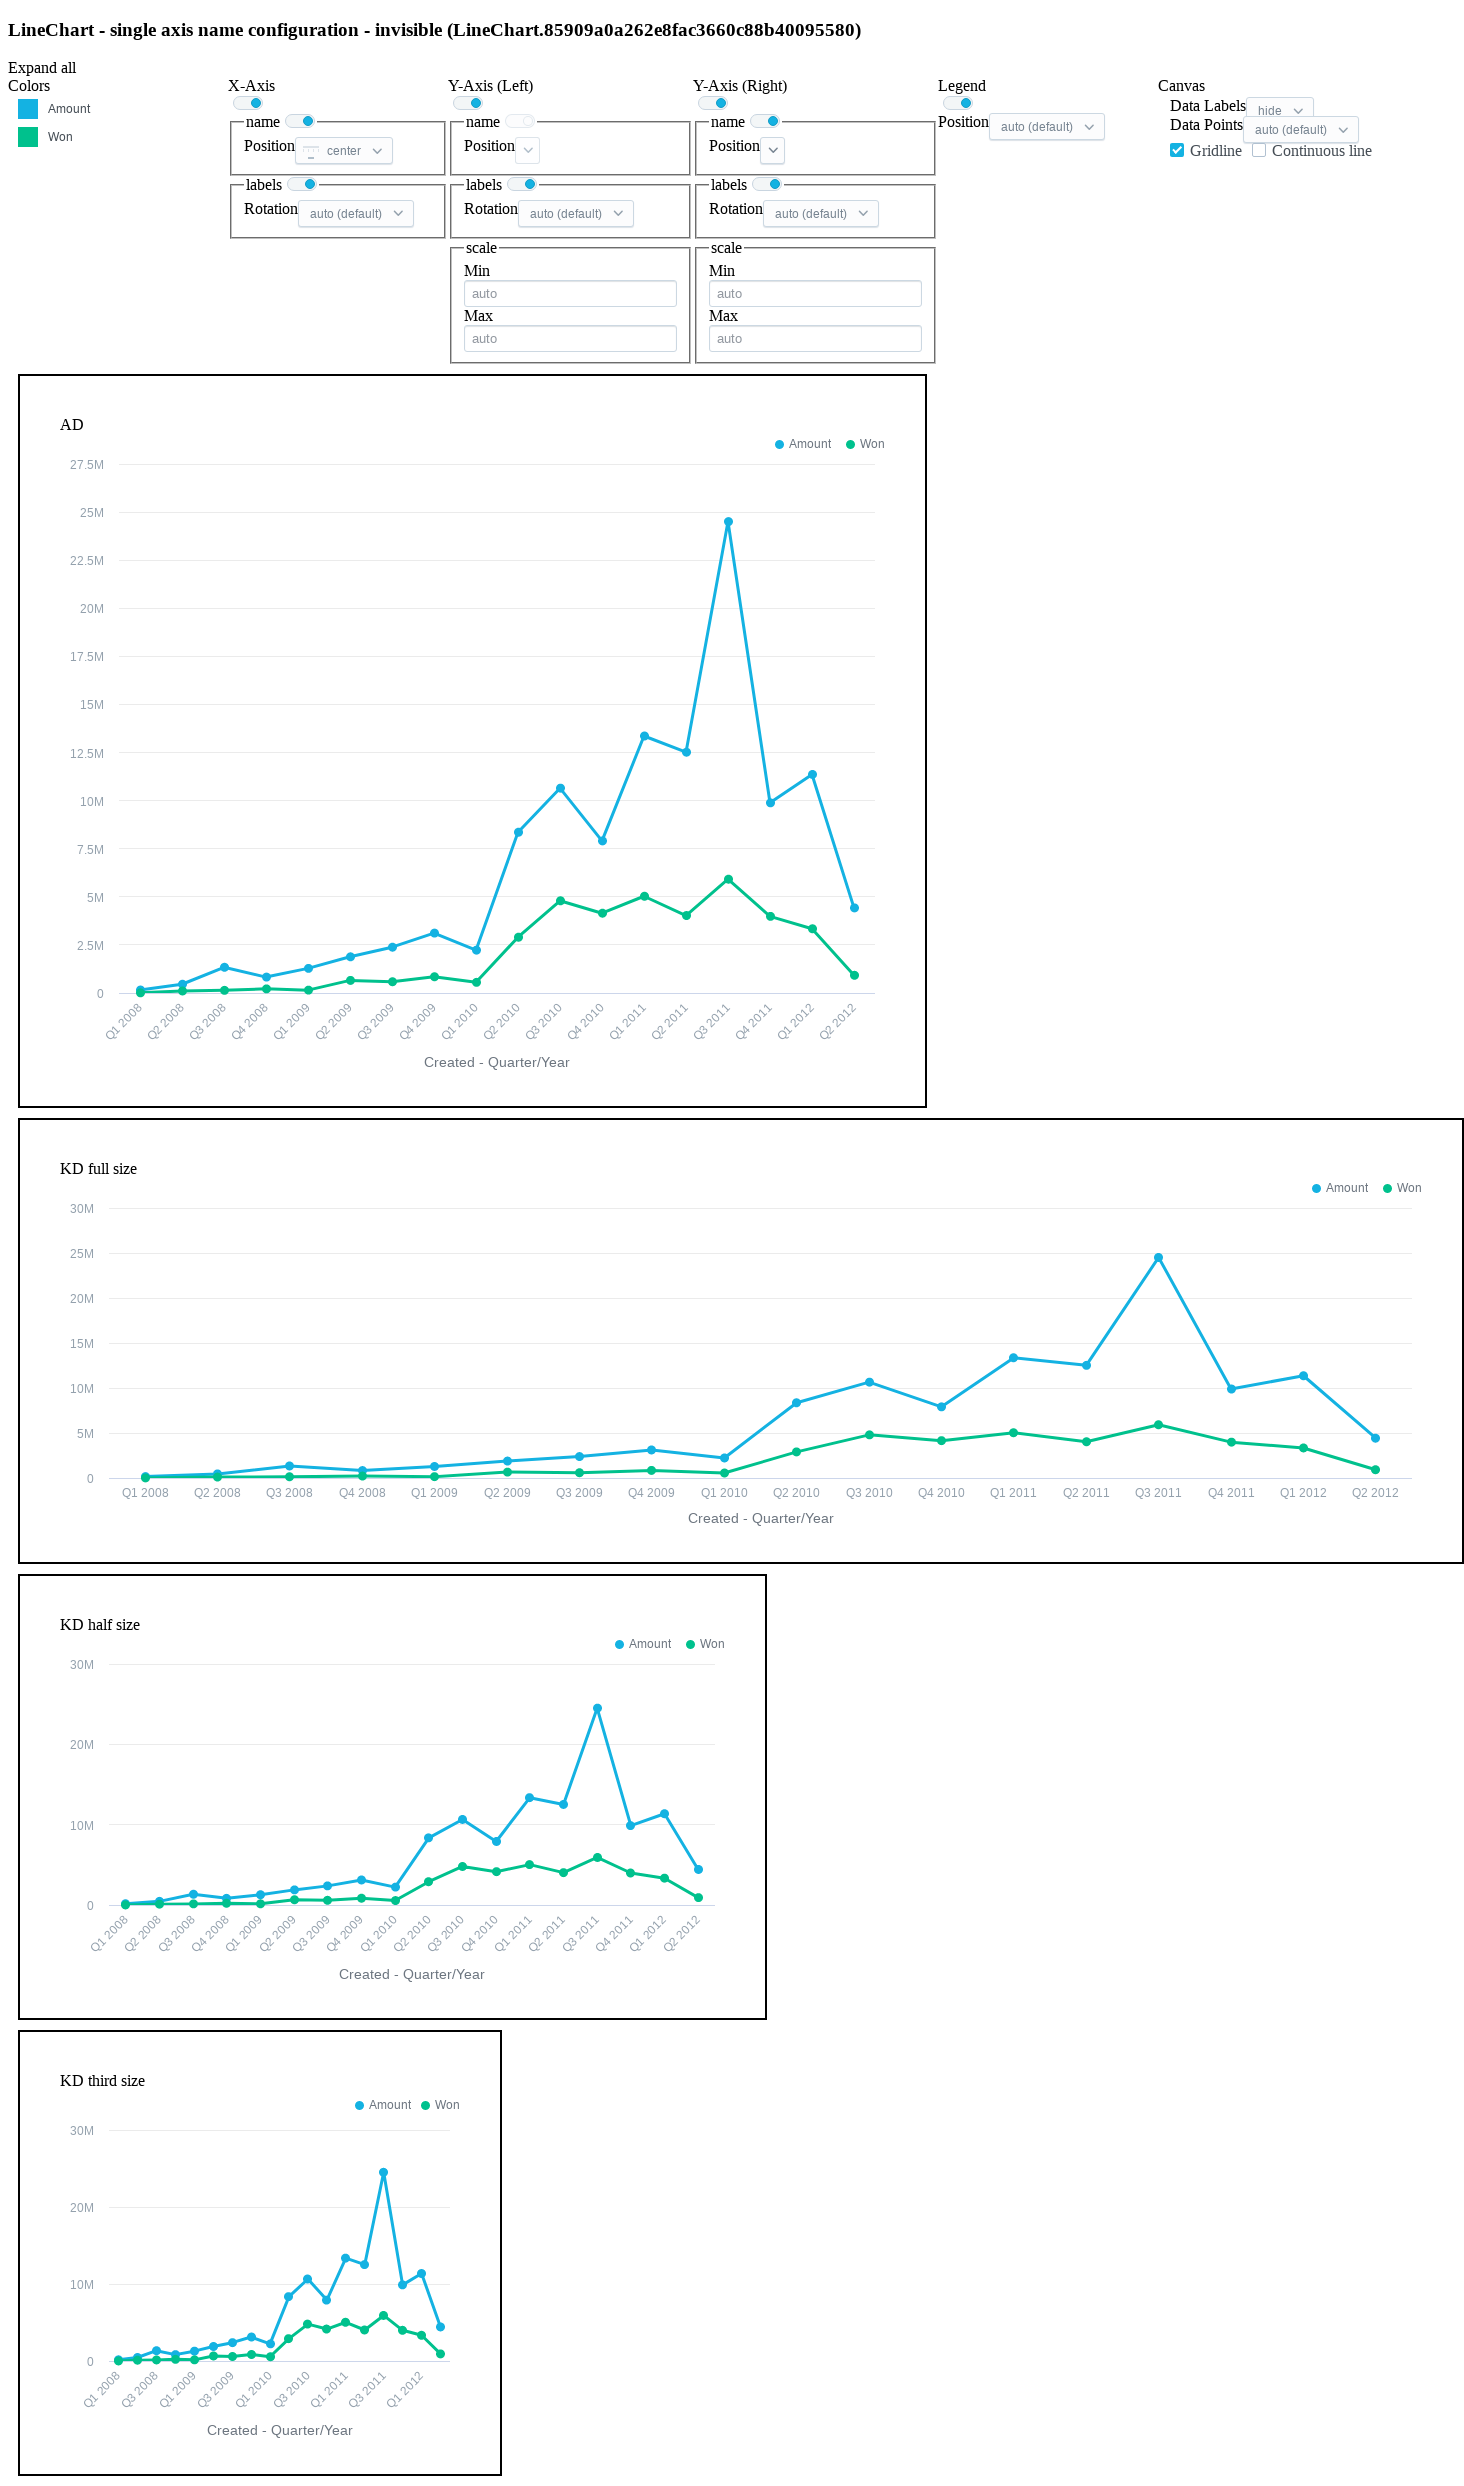 LineChart - single axis name configuration - invisible (LineChart.85909a0a262e8fac3660c88b40095580)
Expand all
Colors
Amount
Won
X-Axis
name
Position center
labels
Rotation auto (default)
Y-Axis (Left)
name
Position
labels
Rotation auto (default)
scale
Min
auto
Max
auto
Y-Axis (Right)
name
Position
labels
Rotation auto (default)
scale
Min
auto
Max
auto
Legend
Position auto (default)
Canvas
Data Labels hide
Data Points auto (default)
Gridline Continuous line
AD
Amount Won
27.5M
25M
22.5M
20M
17.5M
15M
12.5M
10M
7.5M
5M
2.5M
0
Q1 2008 Q2 2008 Q3 2008 Q4 2008 Q1 2009 Q2 2009 Q3 2009 Q4 2009 Q1 2010 Q2 2010 Q3 2010 Q4 2010 Q1 2011 Q2 2011 Q3 2011 Q4 2011 Q1 2012 Q2 2012
Created - Quarter/Year
KD full size
Amount Won
30M
25M
20M
15M
10M
5M
0
Q1 2008 Q2 2008 Q3 2008 Q4 2008 Q1 2009 Q2 2009 Q3 2009 Q4 2009 Q1 2010 Q2 2010 Q3 2010 Q4 2010 Q1 2011 Q2 2011 Q3 2011 Q4 2011 Q1 2012 Q2 2012
Created - Quarter/Year
KD half size
Amount Won
30M
20M
10M
0
Q1 2008 Q2 2008 Q3 2008 Q4 2008 Q1 2009 Q2 2009 Q3 2009 Q4 2009 Q1 2010 Q2 2010 Q3 2010 Q4 2010 Q1 2011 Q2 2011 Q3 2011 Q4 2011 Q1 2012 Q2 2012
Created - Quarter/Year
KD third size
Amount Won
30M
20M
10M
0
Q1 2008 Q3 2008 Q1 2009 Q3 2009 Q1 2010 Q3 2010 Q1 2011 Q3 2011 Q1 2012
Created - Quarter/Year